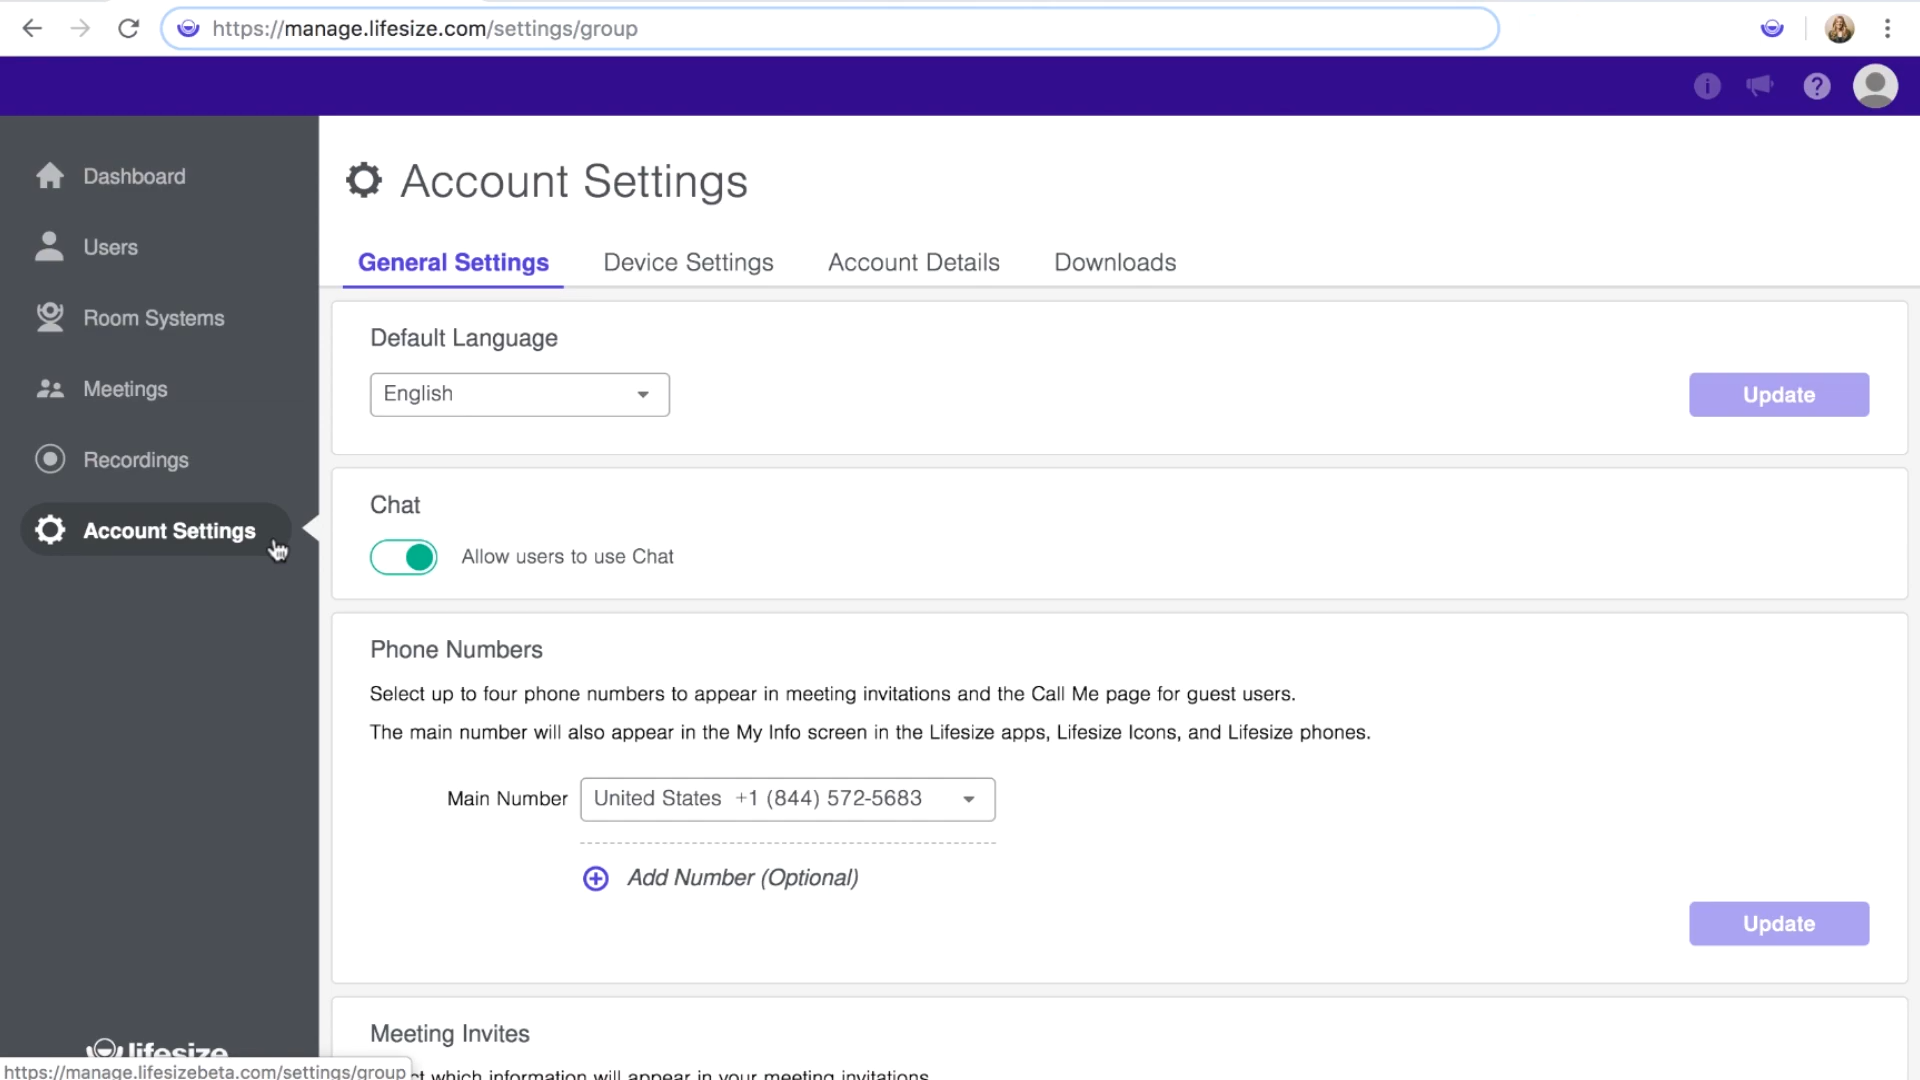 https://manage.lifesize.com/settings/group
Dashboard
Users
Room Systems
Meetings
Recordings
Account Settings
lifesize
https://manage.lifesizebeta.com/settings/group
Account Settings
General Settings Device Settings Account Details Downloads
Default Language
English
Update
Chat
Allow users to use Chat
Phone Numbers
Select up to four phone numbers to appear in meeting invitations and the Call Me page for guest users.
The main number will also appear in the My Info screen in the Lifesize apps, Lifesize Icons, and Lifesize phones.
Main Number United States +1 (844) 572-5683
Add Number (Optional)
Update
Meeting Invites
which information will appear in your meeting invitations